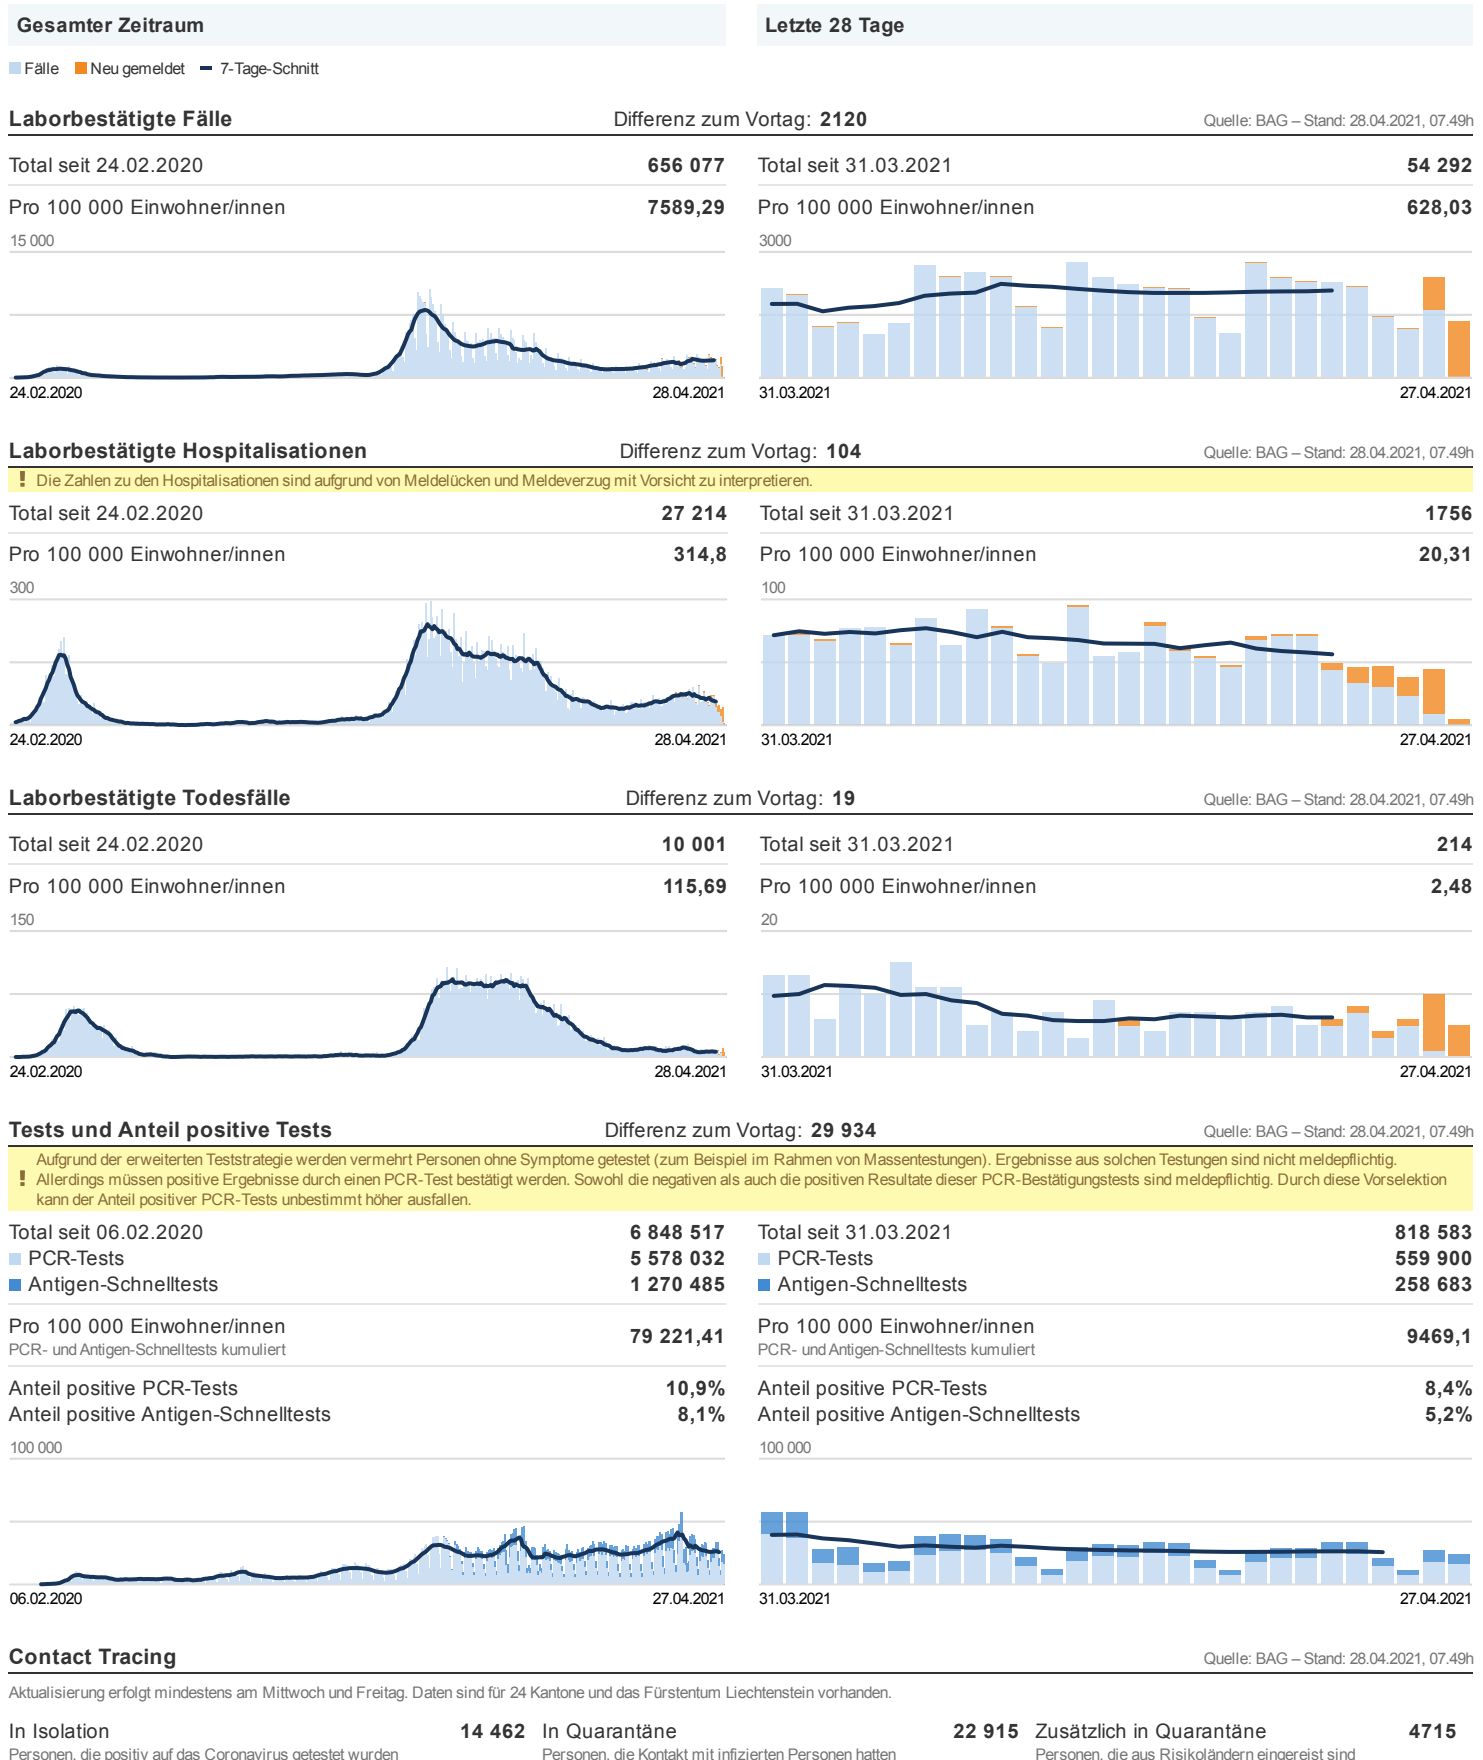 Gesamter Zeitraum
Letzte 28 Tage
Fälle Neu gemeldet 7-Tage-Schnitt
Laborbestätigte Fälle Differenz zum Vortag: 2120 Quelle: BAG – Stand: 28.04.2021, 07.49h
Total seit 24.02.2020 656 077
Total seit 31.03.2021 54 292
Pro 100 000 Einwohner/innen 7589,29
Pro 100 000 Einwohner/innen 628,03
15 000
3000
24.02.2020 28.04.2021
31.03.2021 27.04.2021
Laborbestätigte Hospitalisationen Differenz zum Vortag: 104 Quelle: BAG – Stand: 28.04.2021, 07.49h
! Die Zahlen zu den Hospitalisationen sind aufgrund von Meldelücken und Meldeverzug mit Vorsicht zu interpretieren.
Total seit 24.02.2020 27 214
Total seit 31.03.2021 1756
Pro 100 000 Einwohner/innen 314,8
Pro 100 000 Einwohner/innen 20,31
300
100
24.02.2020 28.04.2021
31.03.2021 27.04.2021
Laborbestätigte Todesfälle Differenz zum Vortag: 19 Quelle: BAG – Stand: 28.04.2021, 07.49h
Total seit 24.02.2020 10 001
Total seit 31.03.2021 214
Pro 100 000 Einwohner/innen 115,69
Pro 100 000 Einwohner/innen 2,48
150
20
24.02.2020 28.04.2021
31.03.2021 27.04.2021
Tests und Anteil positive Tests Differenz zum Vortag: 29 934 Quelle: BAG – Stand: 28.04.2021, 07.49h
Aufgrund der erweiterten Teststrategie werden vermehrt Personen ohne Symptome getestet (zum Beispiel im Rahmen von Massentestungen). Ergebnisse aus solchen Testungen sind nicht meldepflichtig.
! Allerdings müssen positive Ergebnisse durch einen PCR-Test bestätigt werden. Sowohl die negativen als auch die positiven Resultate dieser PCR-Bestätigungstests sind meldepflichtig. Durch diese Vorselektion
kann der Anteil positiver PCR-Tests unbestimmt höher ausfallen.
Total seit 06.02.2020 6 848 517
PCR-Tests 5 578 032
Antigen-Schnelltests 1 270 485
Total seit 31.03.2021 818 583
PCR-Tests 559 900
Antigen-Schnelltests 258 683
Pro 100 000 Einwohner/innen 79 221,41
PCR- und Antigen-Schnelltests kumuliert
Pro 100 000 Einwohner/innen 9469,1
PCR- und Antigen-Schnelltests kumuliert
Anteil positive PCR-Tests 10,9%
Anteil positive Antigen-Schnelltests 8,1%
Anteil positive PCR-Tests 8,4%
Anteil positive Antigen-Schnelltests 5,2%
100 000
100 000
06.02.2020 27.04.2021
31.03.2021 27.04.2021
Contact Tracing Quelle: BAG – Stand: 28.04.2021, 07.49h
Aktualisierung erfolgt mindestens am Mittwoch und Freitag. Daten sind für 24 Kantone und das Fürstentum Liechtenstein vorhanden.
In Isolation 14 462
Personen, die positiv auf das Coronavirus getestet wurden
In Quarantäne 22 915
Personen, die Kontakt mit infizierten Personen hatten
Zusätzlich in Quarantäne 4715
Personen, die aus Risikoländern eingereist sind